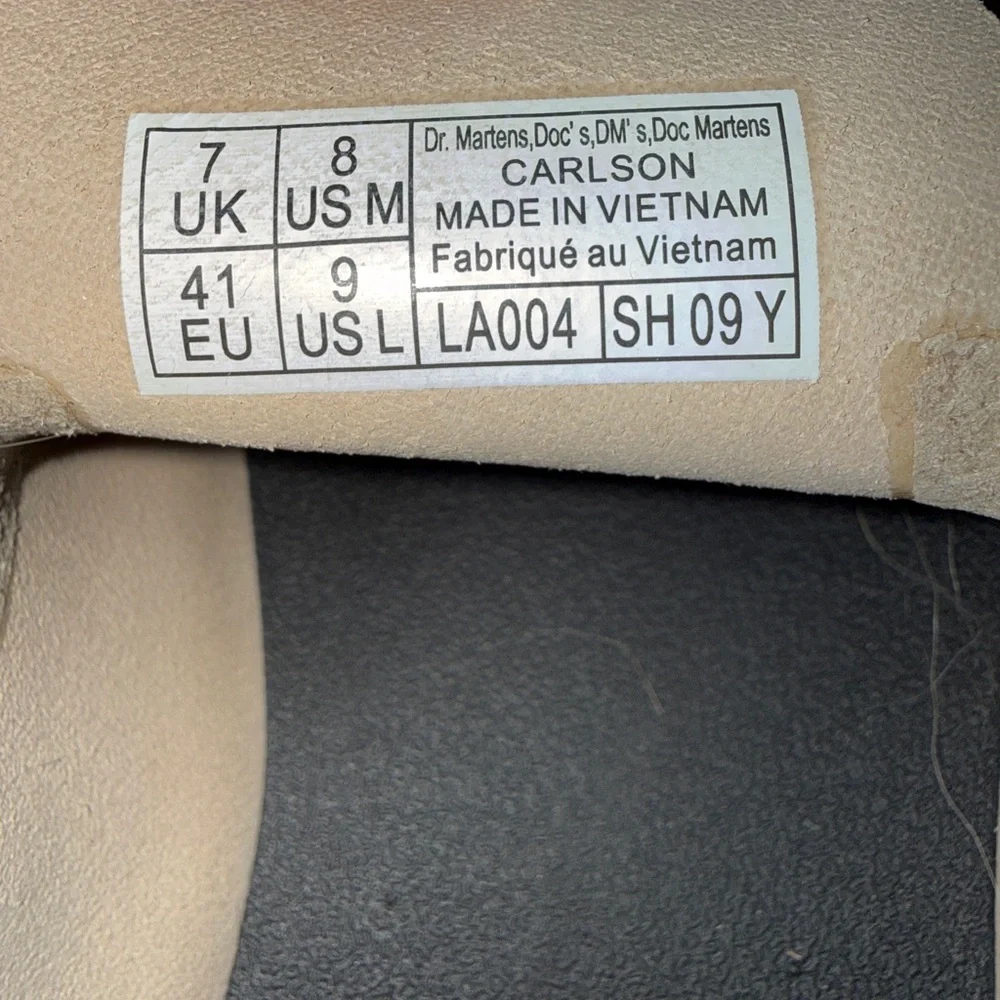 7
UK
8
US M
41
EU
9
US L
Dr. Martens,Doc's,DM's,Doc Martens
CARLSON
MADE IN VIETNAM
Fabriqué au Vietnam
LA004
SH 09 Y